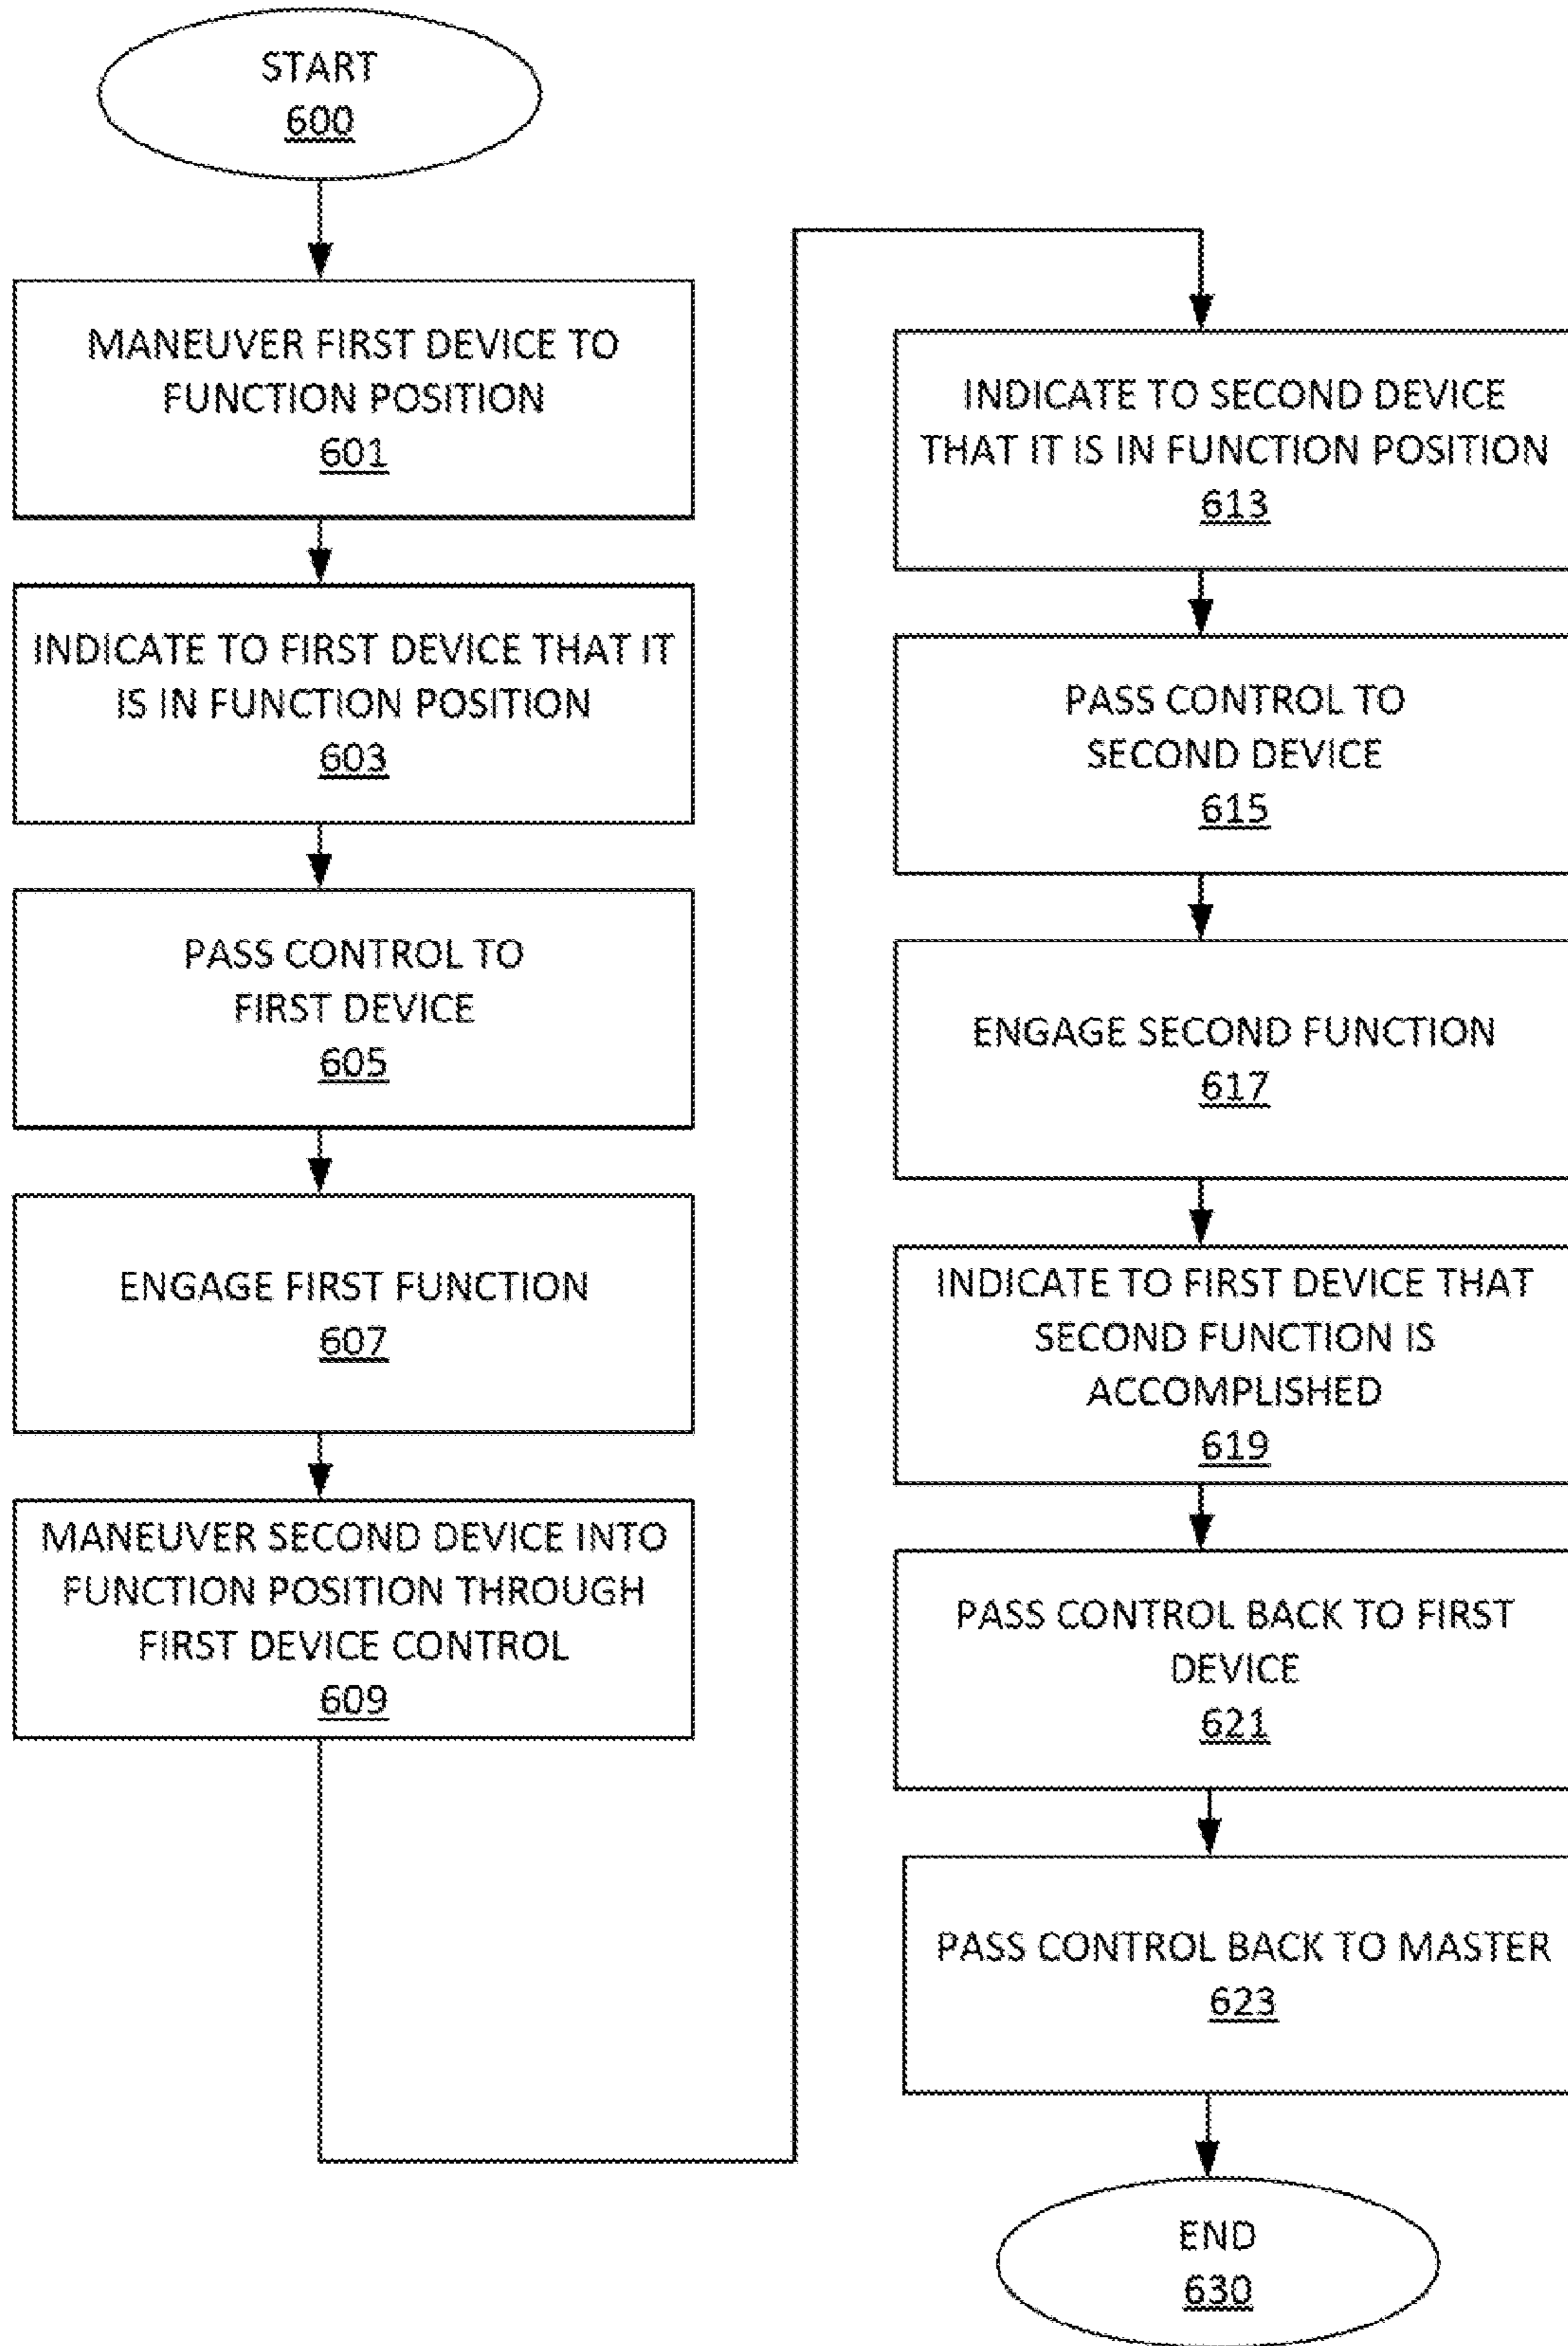 START
600
MANEUVER FIRST DEVICE TO
FUNCTION POSITION
601
INDICATE TO FIRST DEVICE THAT IT
IS IN FUNCTION POSITION
603
PASS CONTROL TO
FIRST DEVICE
605
ENGAGE FIRST FUNCTION
607
MANEUVER SECOND DEVICE INTO
FUNCTION POSITION THROUGH
FIRST DEVICE CONTROL
609
INDICATE TO SECOND DEVICE
THAT IT IS IN FUNCTION POSITION
613
PASS CONTROL TO
SECOND DEVICE
615
ENGAGE SECOND FUNCTION
617
INDICATE TO FIRST DEVICE THAT
SECOND FUNCTION IS
ACCOMPLISHED
619
PASS CONTROL BACK TO FIRST
DEVICE
621
PASS CONTROL BACK TO MASTER
623
END
630